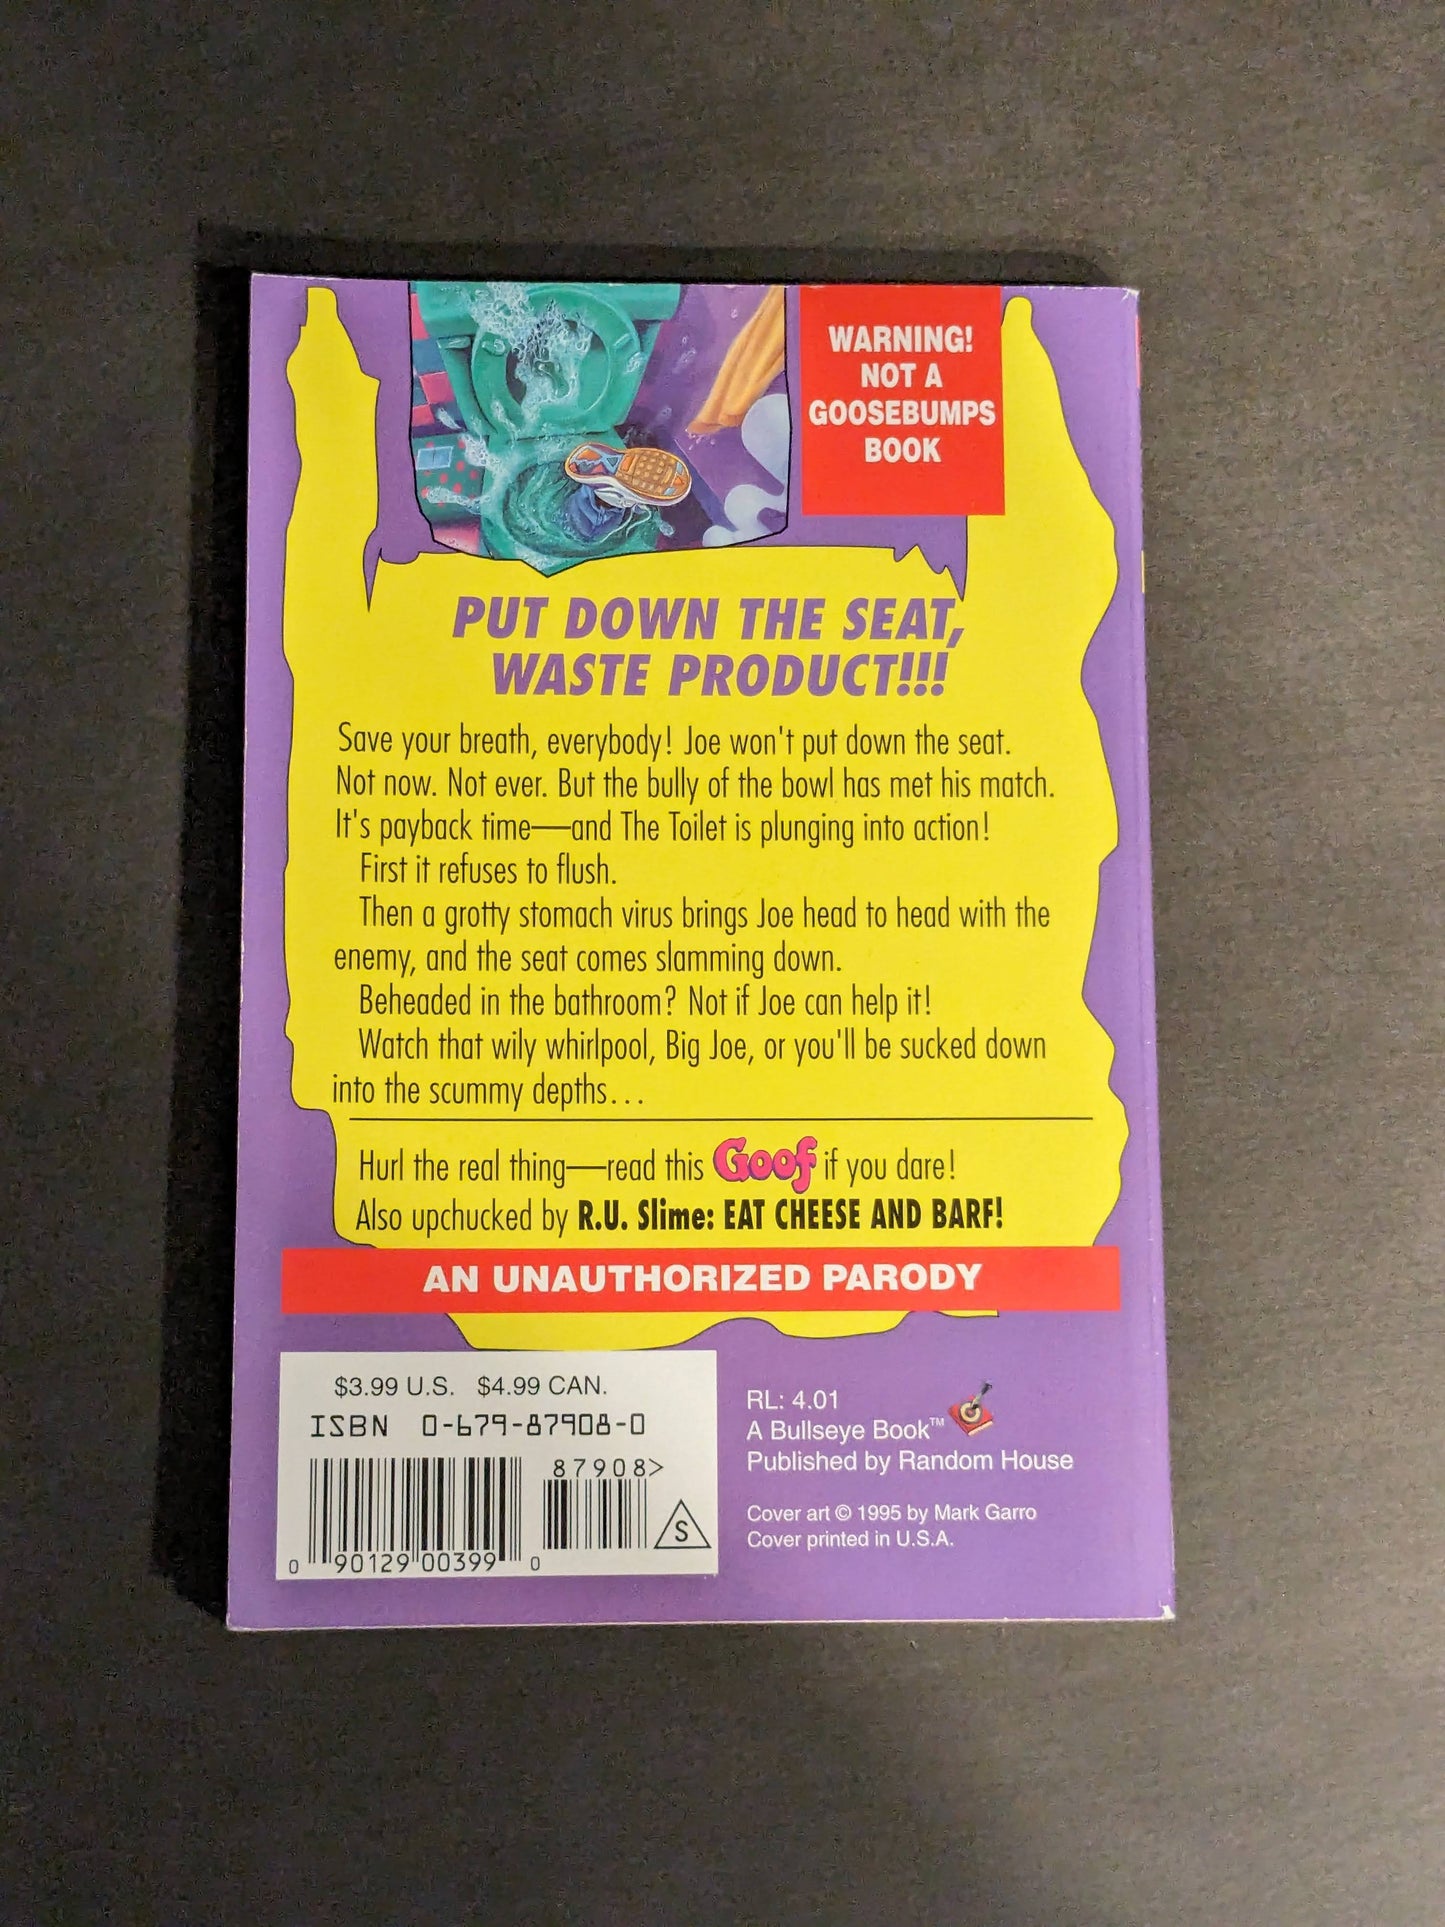 WARNING!
NOT A
GOOSEBUMPS
BOOK
PUT DOWN THE SEAT,
WASTE PRODUCT!!!
Save your breath, everybody! Joe won't put down the seat.
Not now. Not ever. But the bully of the bowl has met his match.
It's payback time—and The Toilet is plunging into action!
First it refuses to flush.
Then a grotty stomach virus brings Joe head to head with the
enemy, and the seat comes slamming down.
Beheaded in the bathroom? Not if Joe can help it!
Watch that wily whirlpool, Big Joe, or you'll be sucked down
into the scummy depths...
Hurl the real thing—read this Goof if you dare!
Also upchucked by R.U. Slime: EAT CHEESE AND BARF!
AN UNAUTHORIZED PARODY
$3.99 U.S. $4.99 CAN.
ISBN 0-679-87908-0
87908>
S
0 90129 00399 0
RL: 4.01
A Bullseye Book™
Published by Random House
Cover art © 1995 by Mark Garro
Cover printed in U.S.A.